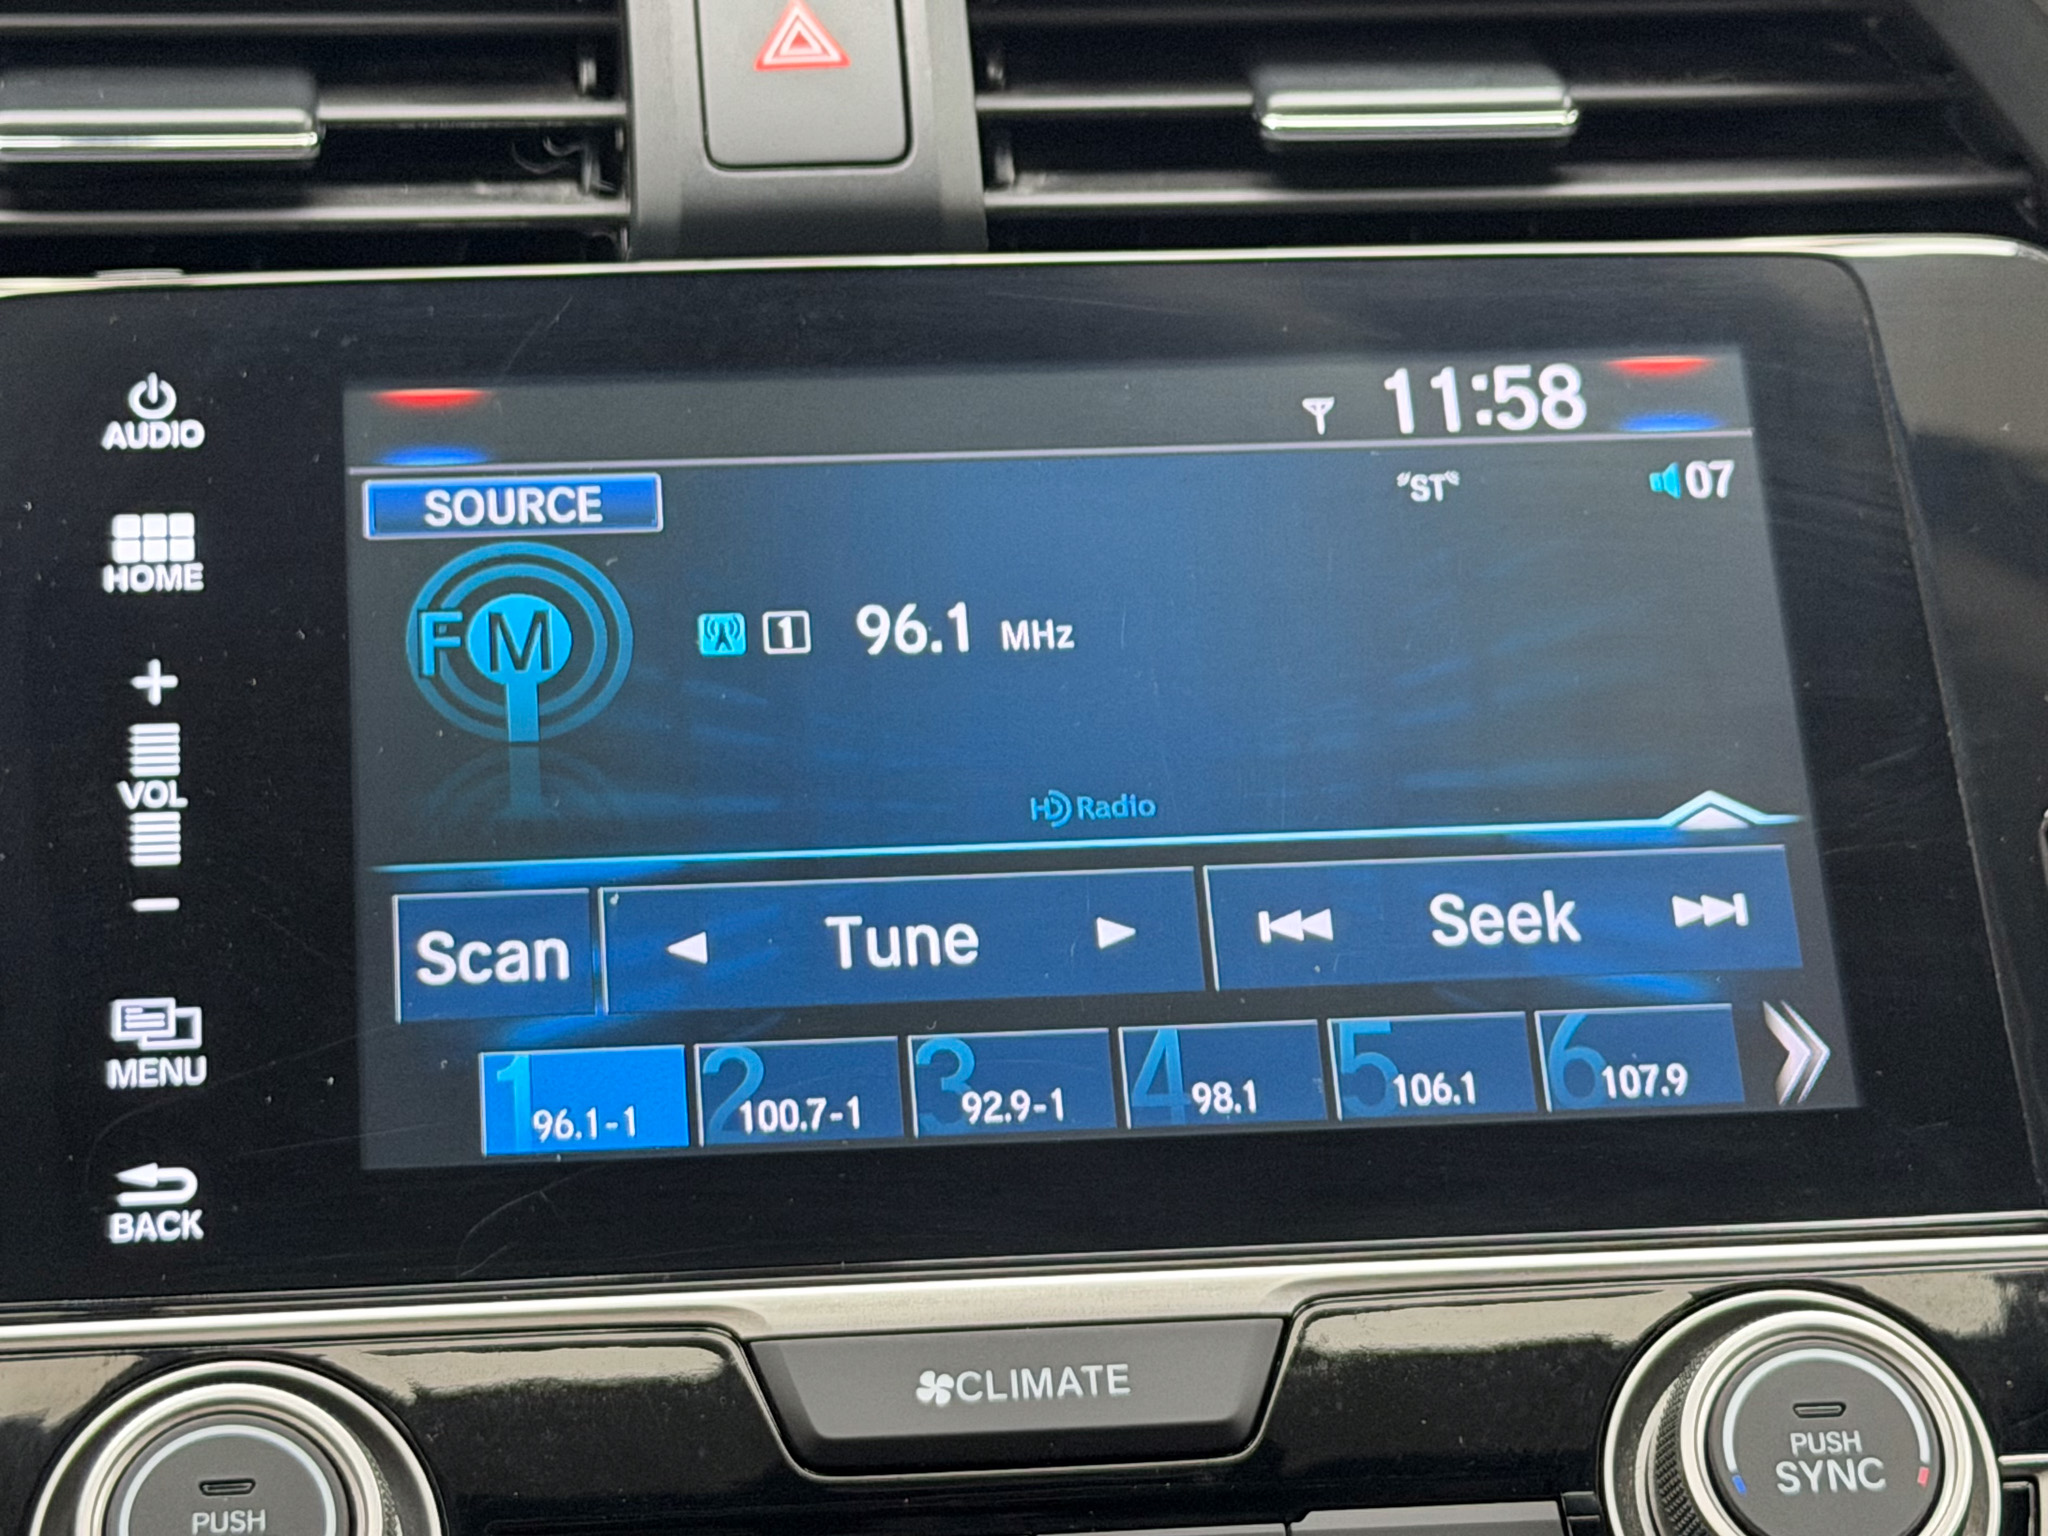 11:58
AUDIO
SOURCE
"ST"
07
HOME
FM
1
96.1 MHz
VOL
HD Radio
Scan
Tune
Seek
1 96.1-1
2 100.7-1
3 92.9-1
4 98.1
5 106.1
6 107.9
MENU
BACK
CLIMATE
PUSH
PUSH
SYNC